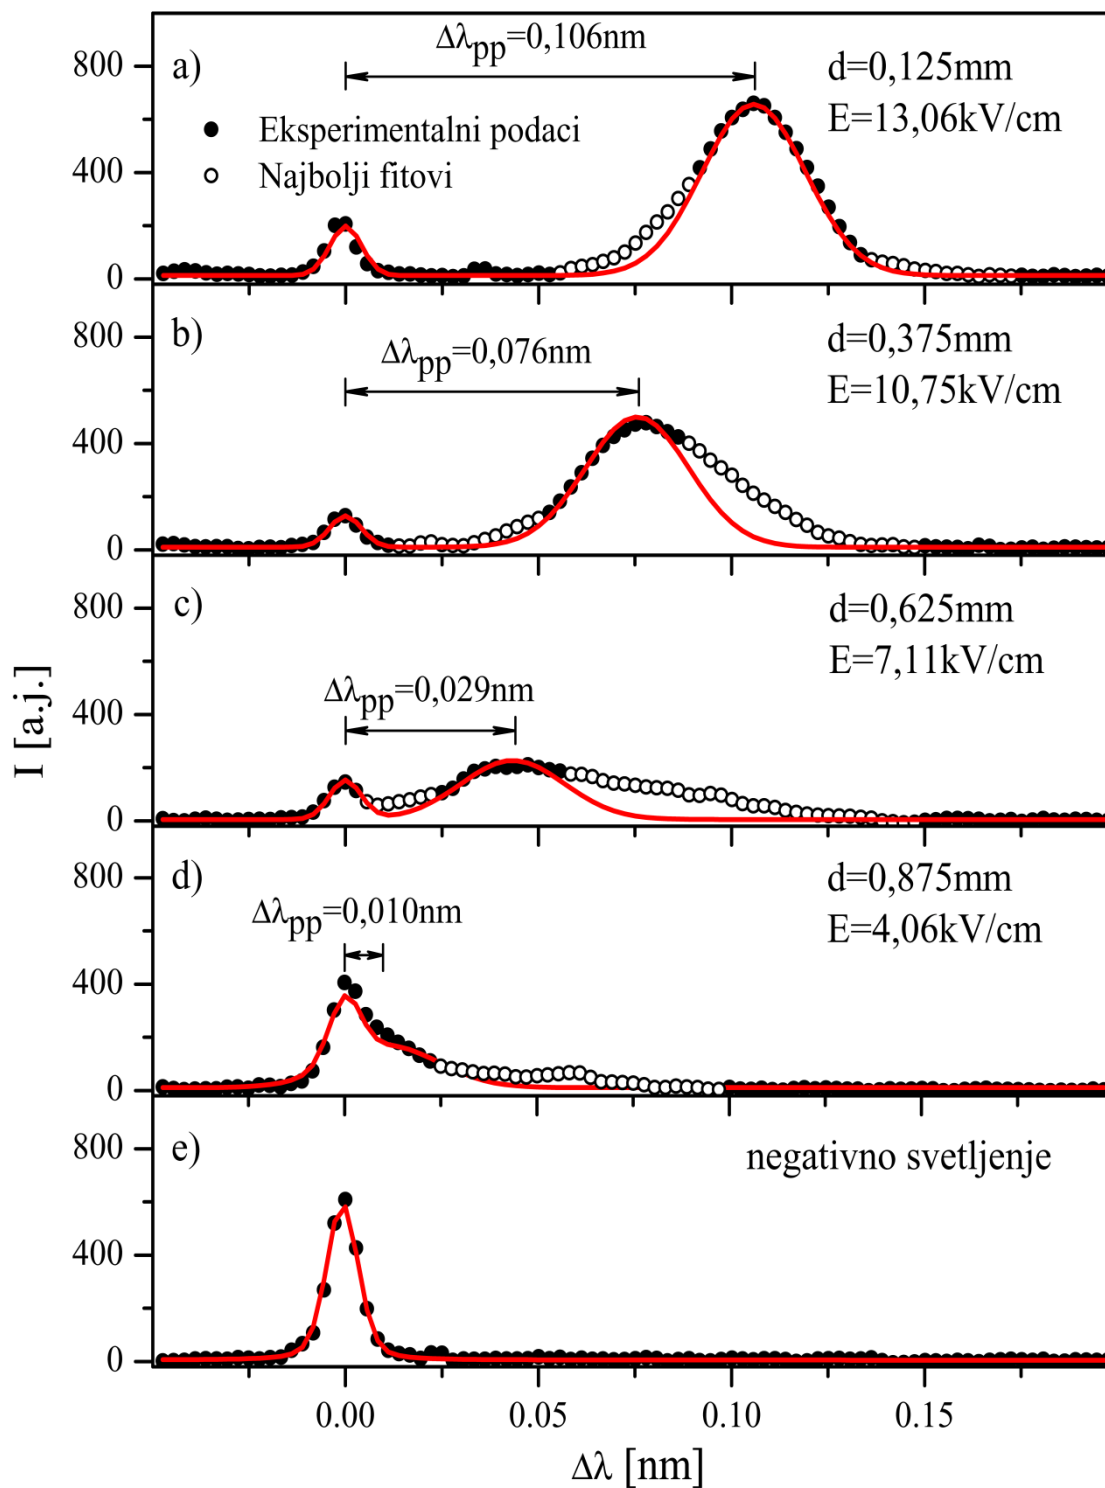 a)
Δλpp=0,106nm
d=0,125mm
E=13,06kV/cm
Eksperimentalni podaci
Najbolji fitovi
800
400
0
b)
Δλpp=0,076nm
d=0,375mm
E=10,75kV/cm
800
400
0
c)
Δλpp=0,029nm
d=0,625mm
E=7,11kV/cm
800
400
0
d)
Δλpp=0,010nm
d=0,875mm
E=4,06kV/cm
800
400
0
e)
negativno svetljenje
800
400
0
I [a.j.]
0.00 0.05 0.10 0.15
Δλ [nm]